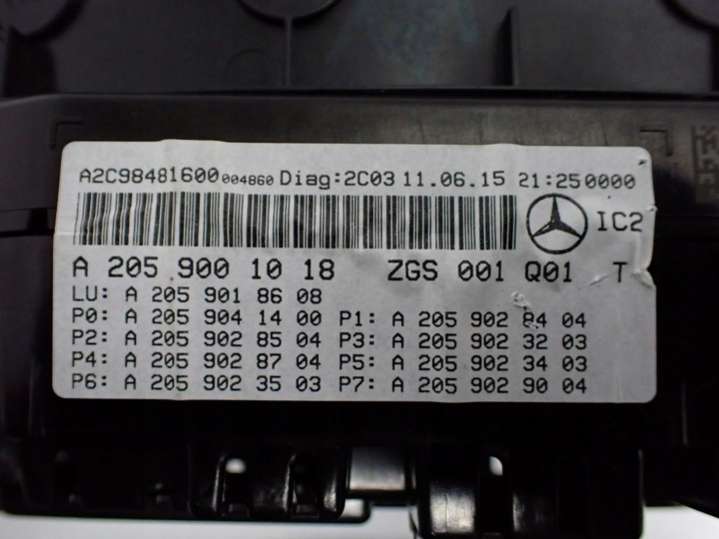 A2C98481600 004860 Diag:2C03 11.06.15 21:250000
IC2
A 205 900 10 18 ZGS 001 Q01 T
LU: A 205 901 86 08
P0: A 205 904 14 00 P1: A 205 902 84 04
P2: A 205 902 85 04 P3: A 205 902 32 03
P4: A 205 902 87 04 P5: A 205 902 34 03
P6: A 205 902 35 03 P7: A 205 902 90 04